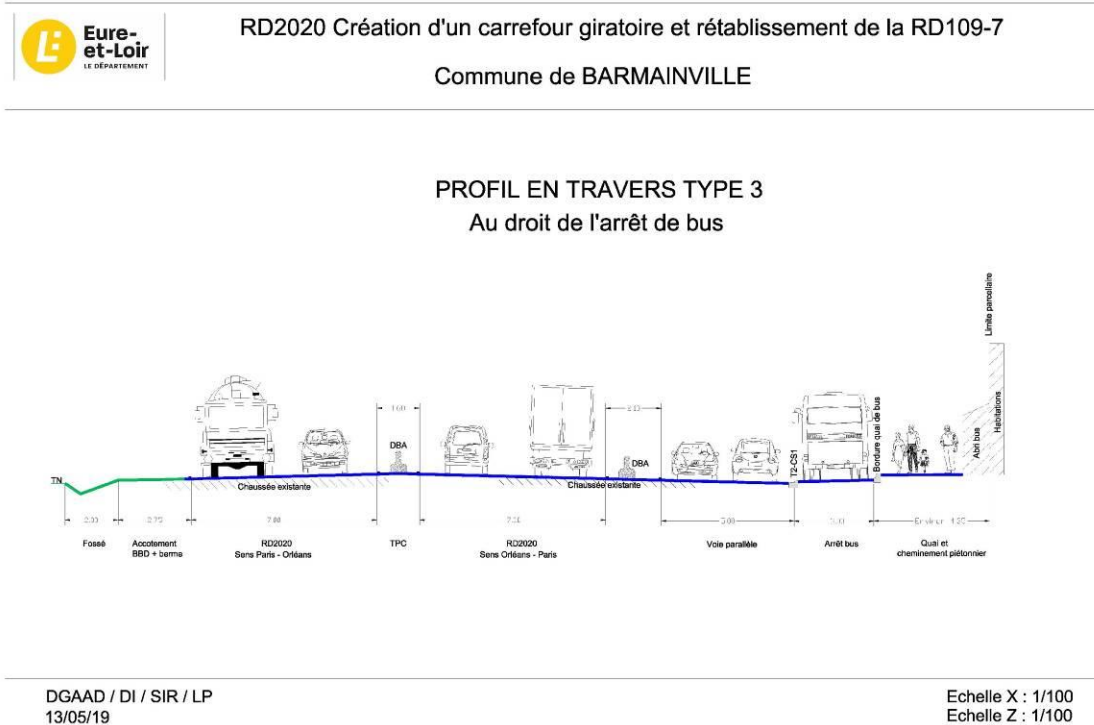 Eure-
et-Loir
LE DÉPARTEMENT
RD2020 Création d'un carrefour giratoire et rétablissement de la RD109-7
Commune de BARMAINVILLE
PROFIL EN TRAVERS TYPE 3
Au droit de l'arrêt de bus
Limite parcellaire
Habitations
Abri bus
Bordure quai de bus
T2-CS1
DBA
DBA
TN
Chaussée existante
Chaussée existante
Fossé
Accotement
BBD + berme
RD2020
Sens Paris - Orléans
TPC
RD2020
Sens Orléans - Paris
Voie parallèle
Arrêt bus
Quai et
cheminement piétonnier
DGAAD / DI / SIR / LP
13/05/19
Echelle X : 1/100
Echelle Z : 1/100